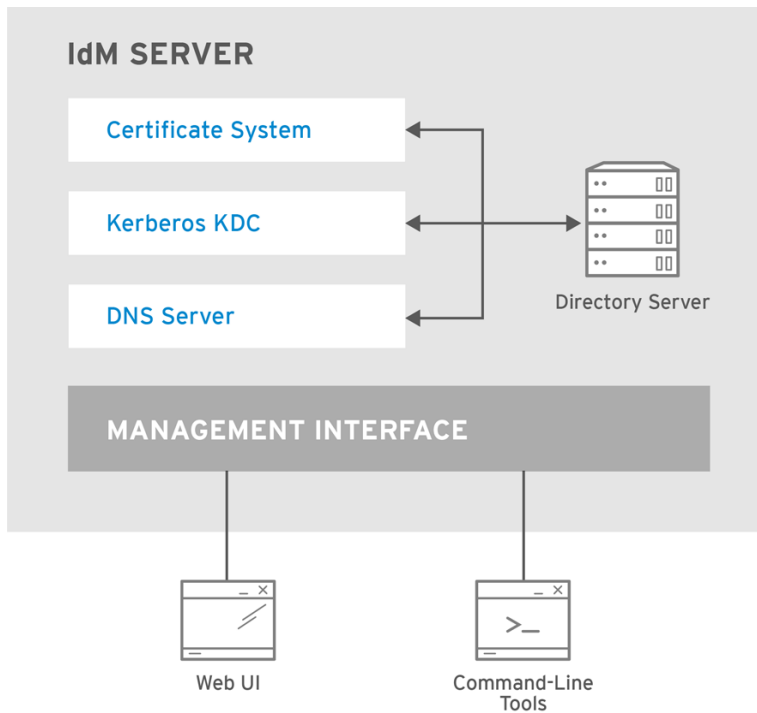 IdM SERVER
Certificate System
Kerberos KDC
DNS Server
Directory Server
MANAGEMENT INTERFACE
>_
Web UI
Command-Line
Tools